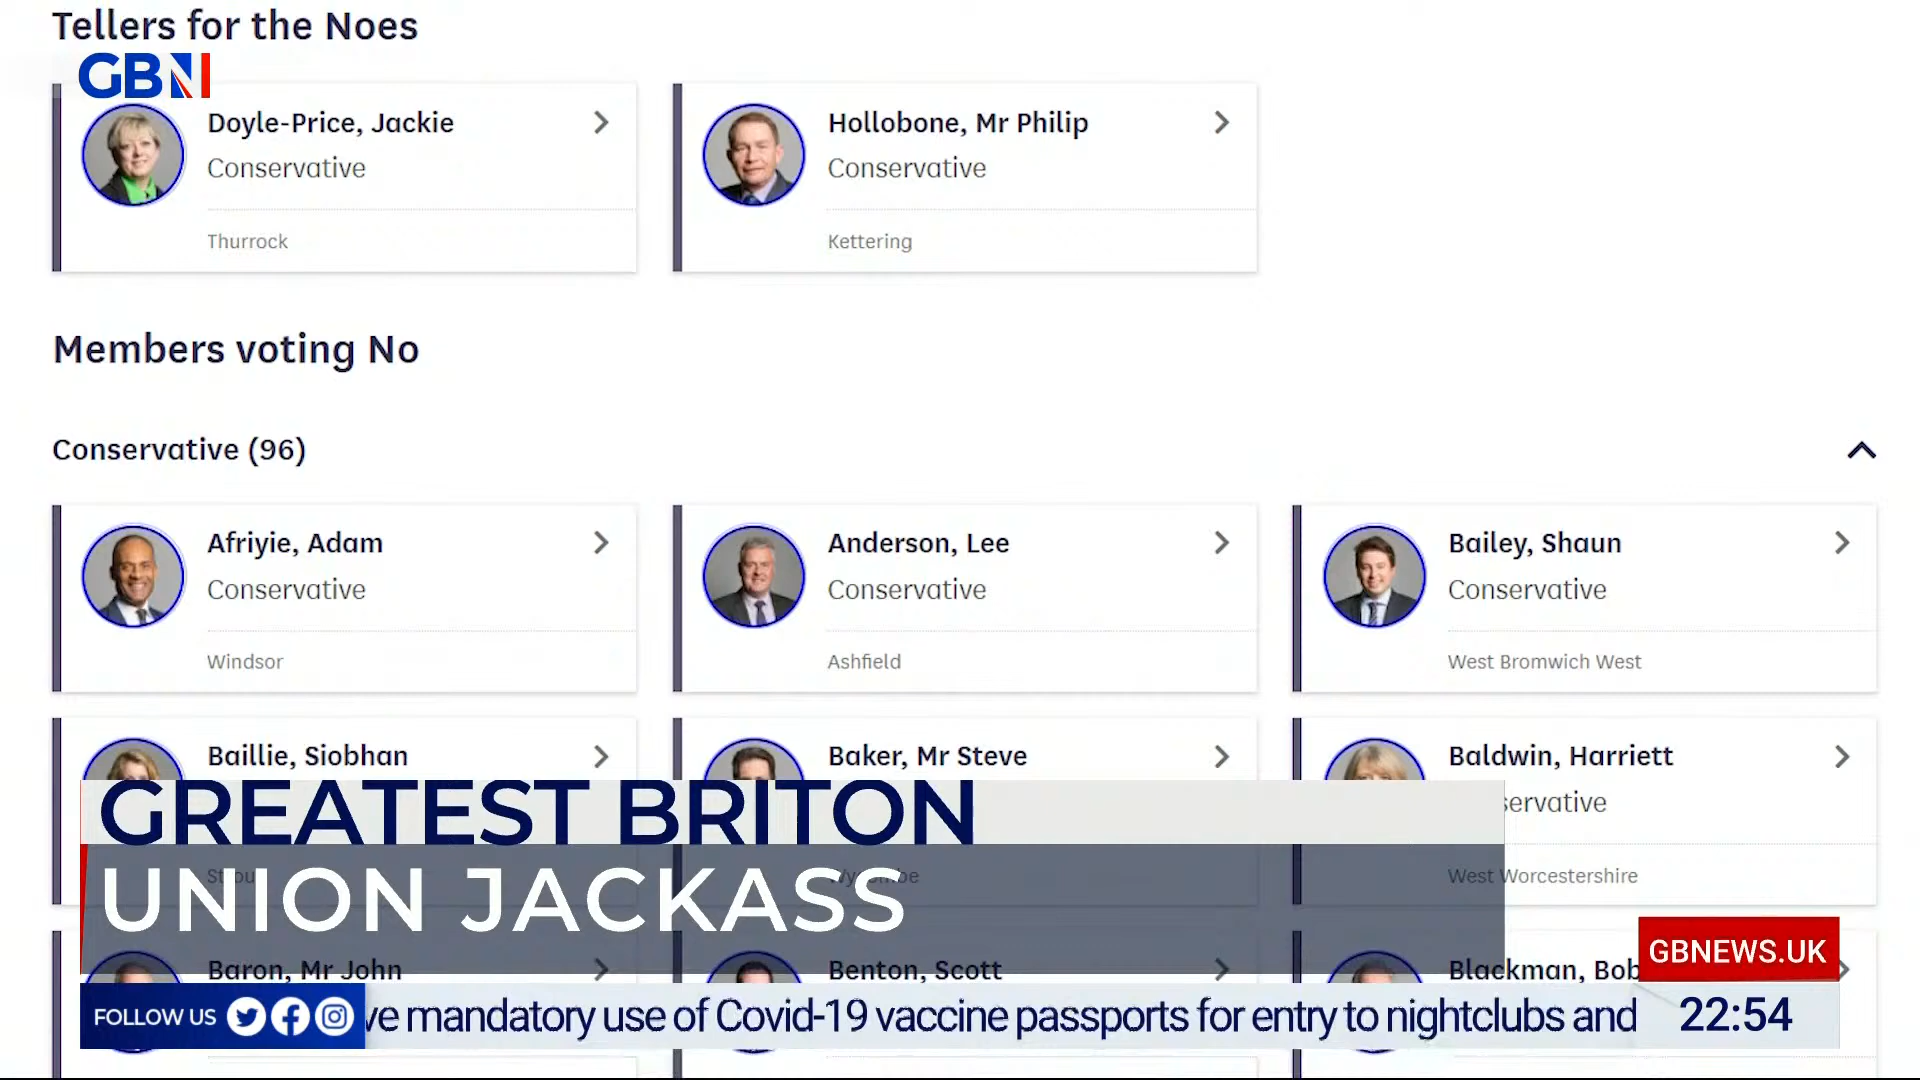 Tellers for the Noes
GBN
Doyle-Price, Jackie
Conservative
Thurrock
Hollobone, Mr Philip
Conservative
Kettering
Members voting No
Conservative (96)
Afriyie, Adam
Conservative
Windsor
Anderson, Lee
Conservative
Ashfield
Bailey, Shaun
Conservative
West Bromwich West
Baillie, Siobhan
Baker, Mr Steve
Baldwin, Harriett
servative
West Worcestershire
GREATEST BRITON
UNION JACKASS
Baron, Mr John
Benton, Scott
Blackman, Bob
GBNEWS.UK
FOLLOW US
ve mandatory use of Covid-19 vaccine passports for entry to nightclubs and
22:54